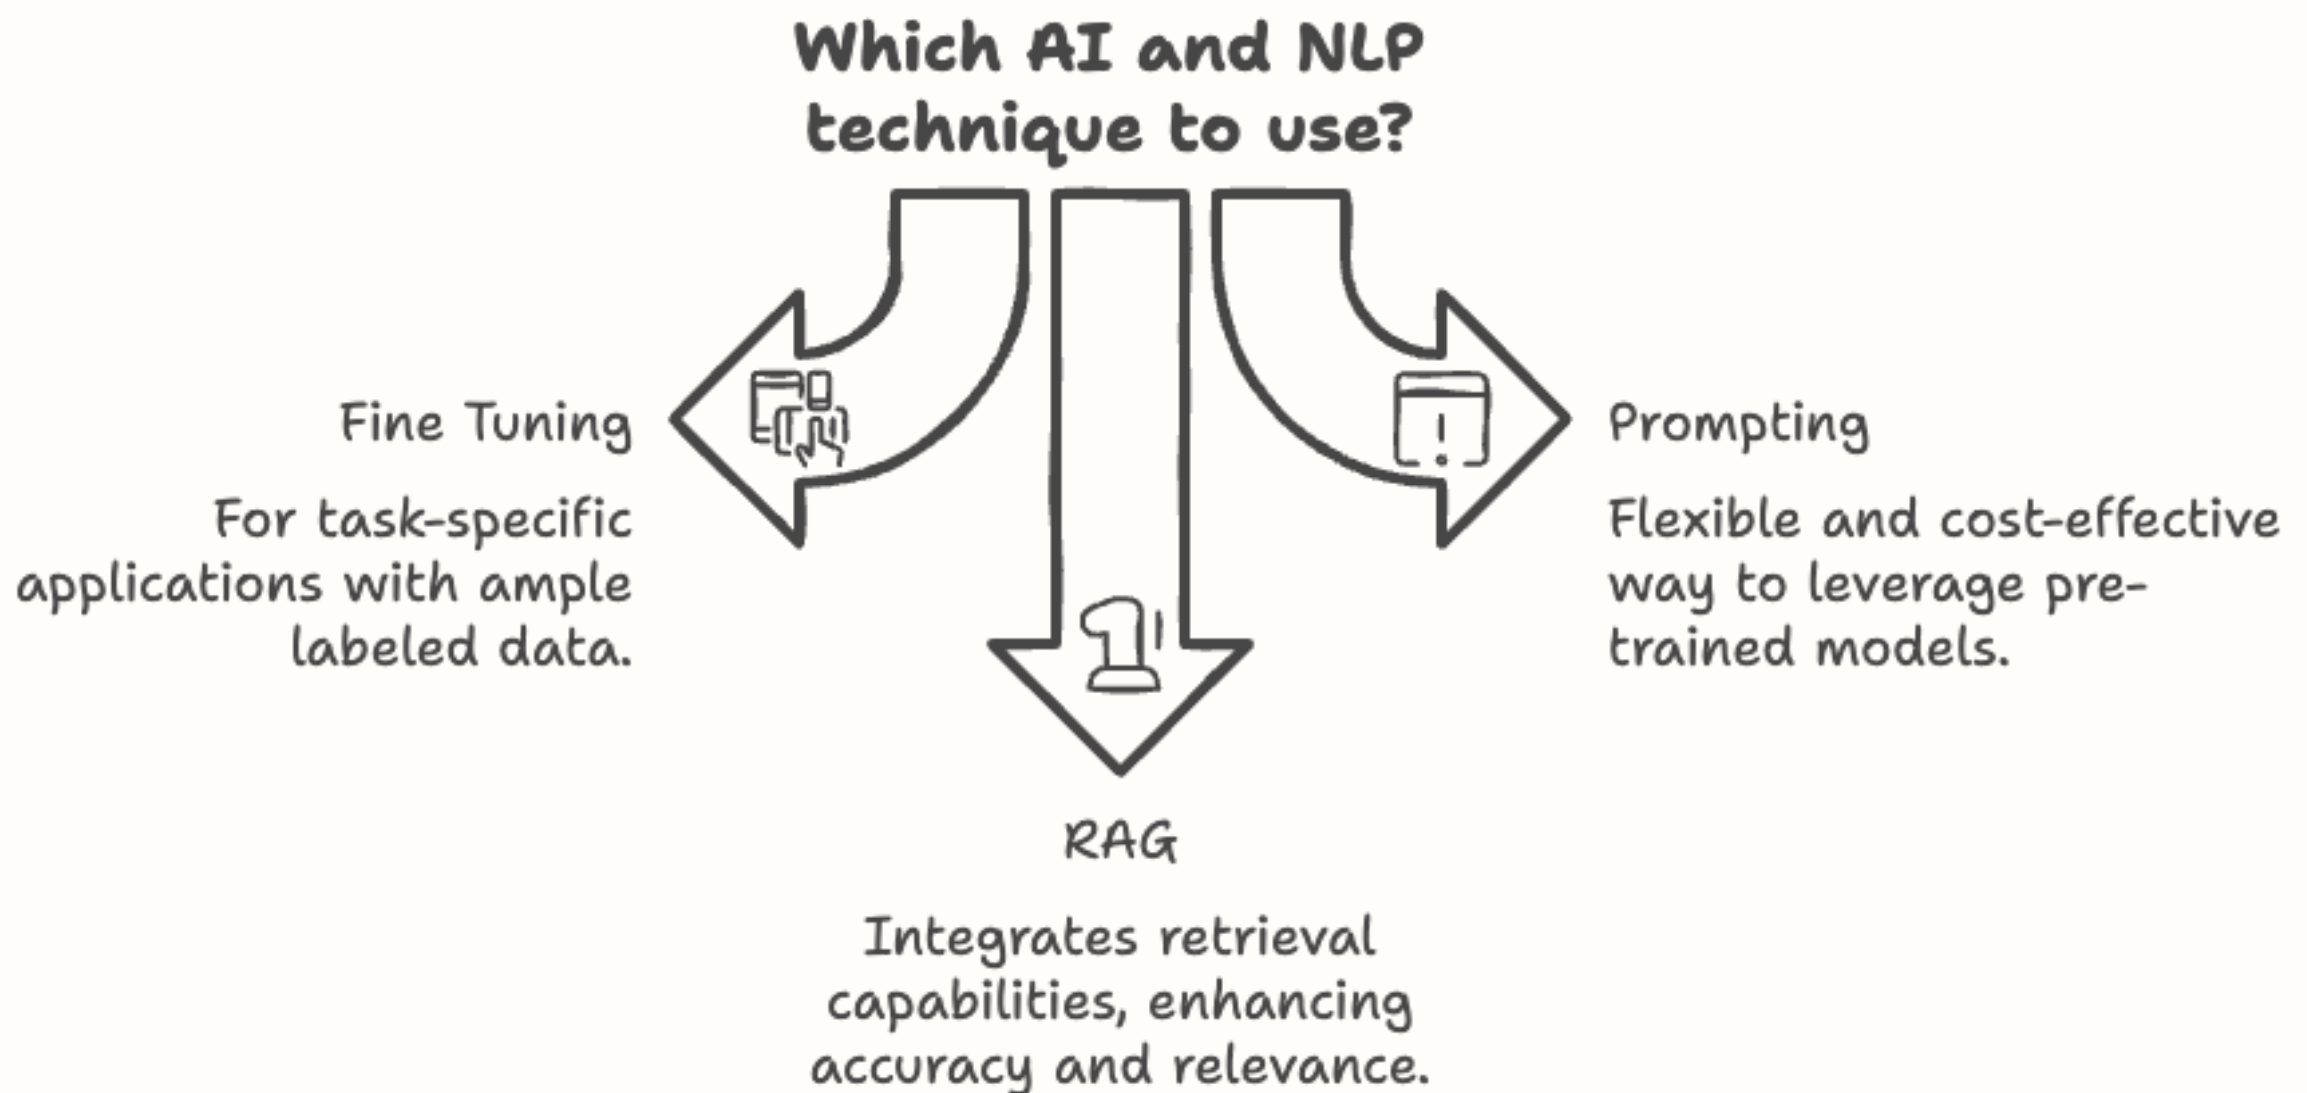 Which AI and NLP
technique to use?
Fine Tuning
For task-specific
applications with ample
labeled data.
Prompting
Flexible and cost-effective
way to leverage pre-
trained models.
RAG
Integrates retrieval
capabilities, enhancing
accuracy and relevance.